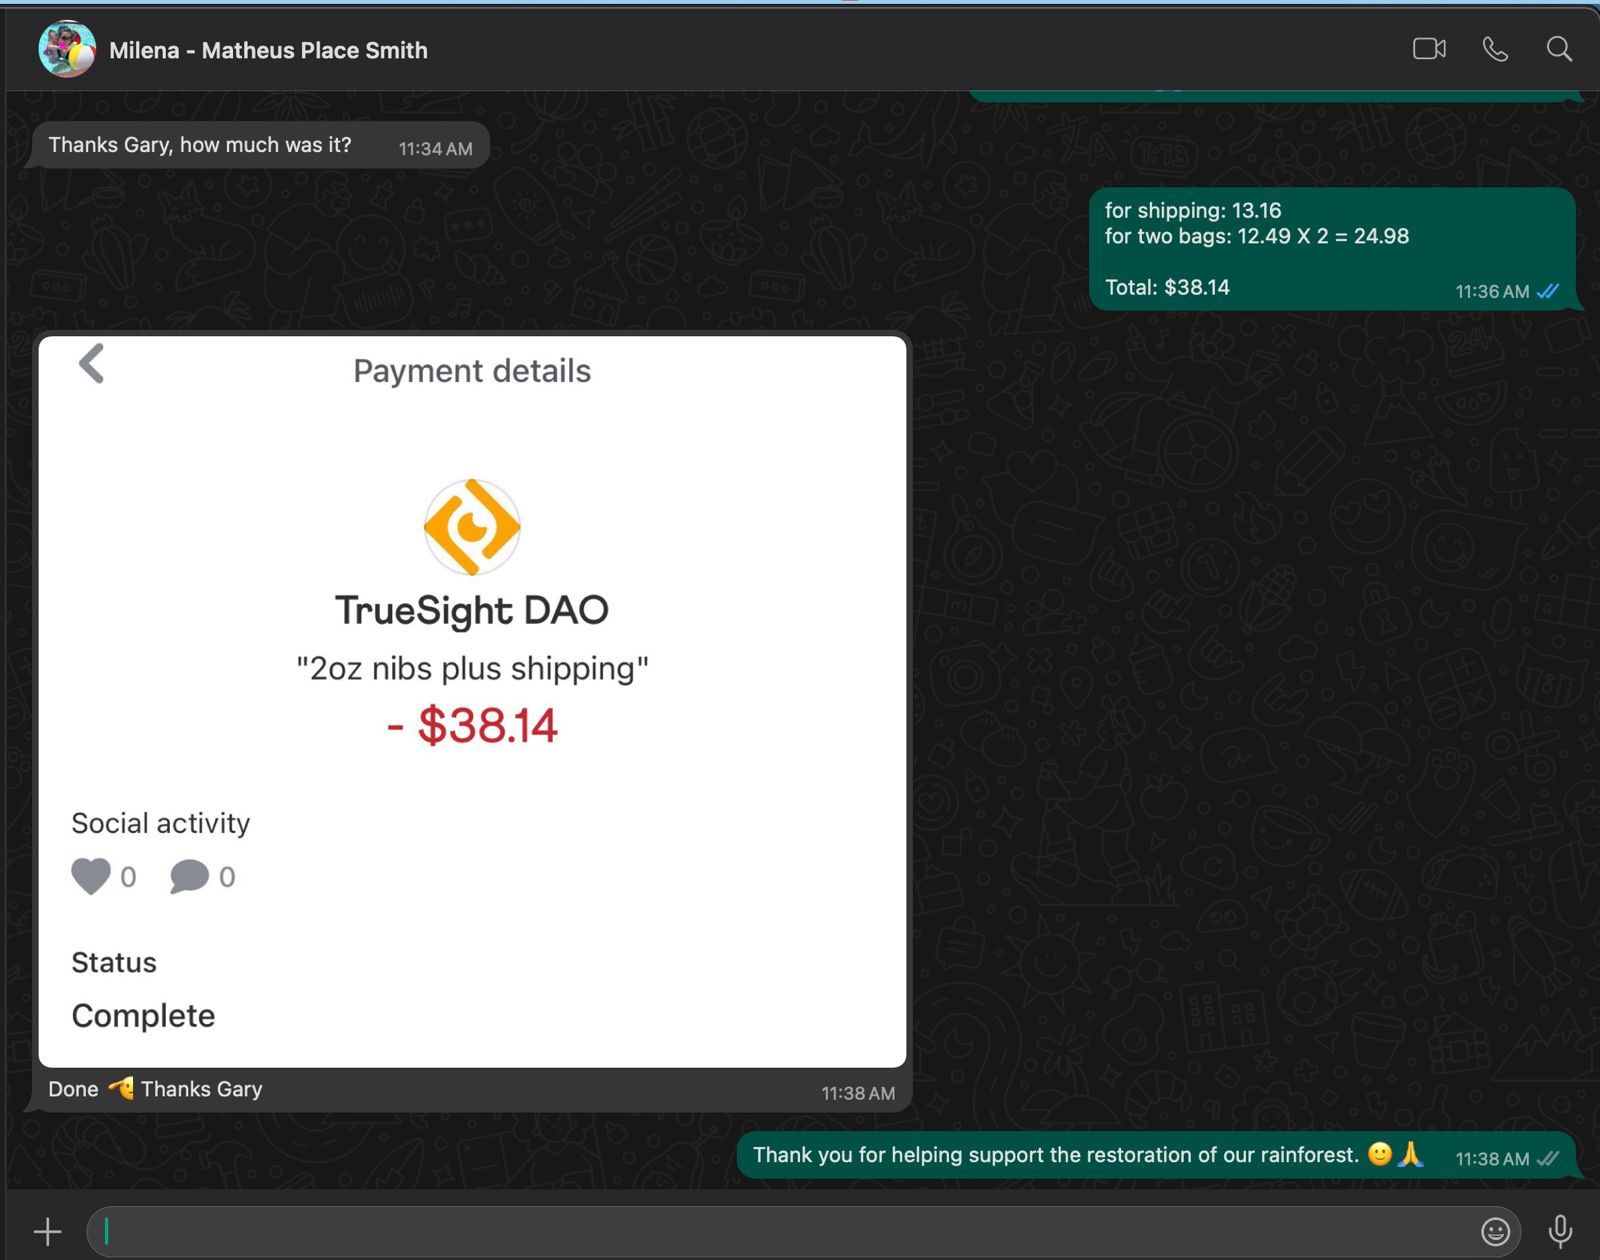 Milena - Matheus Place Smith
Thanks Gary, how much was it? 11:34 AM
for shipping: 13.16
for two bags: 12.49 X 2 = 24.98
Total: $38.14 11:36 AM
Payment details
TrueSight DAO
"2oz nibs plus shipping"
- $38.14
Social activity
0 0
Status
Complete
Done 🫡 Thanks Gary 11:38 AM
Thank you for helping support the restoration of our rainforest. 🙂🙏 11:38 AM